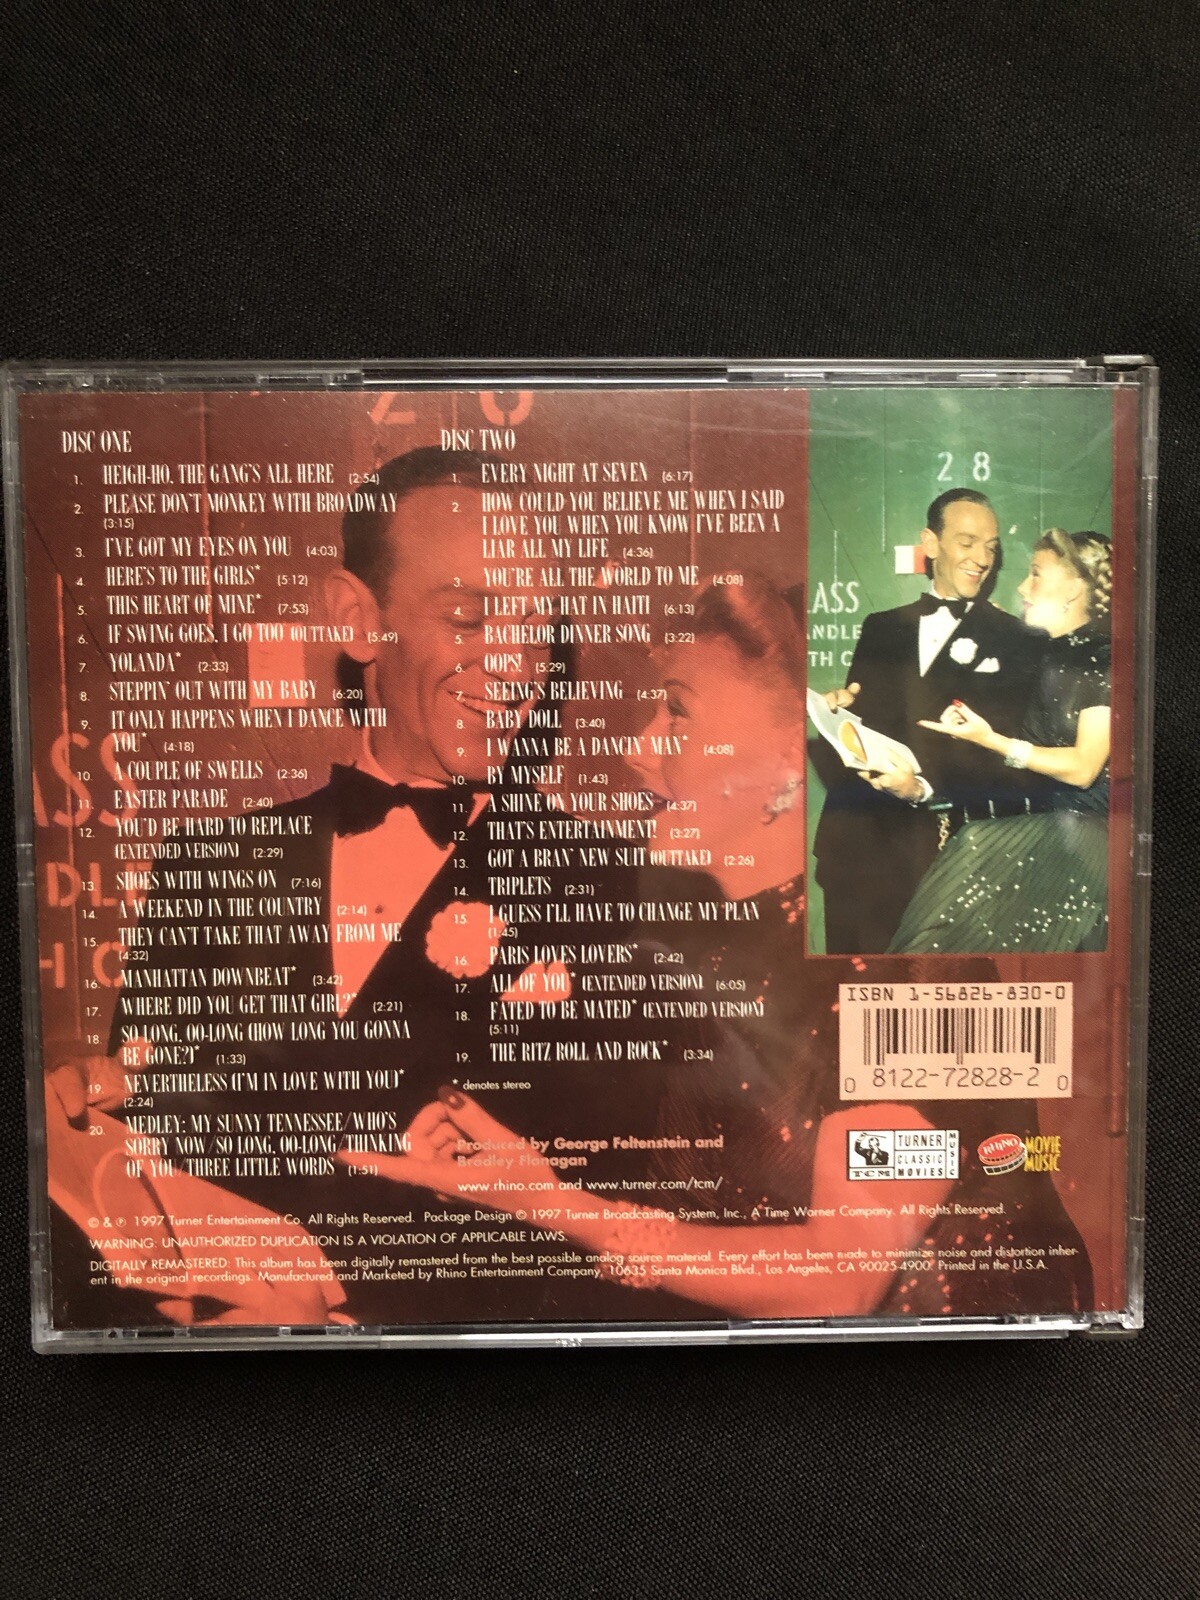 DISC ONE
1. HEIGH-HO, THE GANG'S ALL HERE (2:54)
2. PLEASE DON'T MONKEY WITH BROADWAY
(3:15)
3. I'VE GOT MY EYES ON YOU (4:03)
4. HERE'S TO THE GIRLS* (5:12)
5. THIS HEART OF MINE* (7:53)
6. IF SWING GOES, I GO TOO (OUTTAKE) (5:49)
7. YOLANDA* (2:33)
8. STEPPIN' OUT WITH MY BABY (6:20)
9. IT ONLY HAPPENS WHEN I DANCE WITH
YOU* (4:18)
10. A COUPLE OF SWELLS (2:36)
11. EASTER PARADE (2:40)
12. YOU'D BE HARD TO REPLACE
(EXTENDED VERSION) (2:29)
13. SHOES WITH WINGS ON (7:16)
14. A WEEKEND IN THE COUNTRY (2:14)
15. THEY CAN'T TAKE THAT AWAY FROM ME
(4:32)
16. MANHATTAN DOWNBEAT* (3:42)
17. WHERE DID YOU GET THAT GIRL?* (2:21)
18. SO LONG, OO-LONG (HOW LONG YOU GONNA
BE GONE?)* (1:33)
19. NEVERTHELESS (I'M IN LOVE WITH YOU)*
(2:24)
20. MEDLEY: MY SUNNY TENNESSEE/WHO'S
SORRY NOW/SO LONG, OO-LONG/THINKING
OF YOU/THREE LITTLE WORDS (1:51)
DISC TWO
1. EVERY NIGHT AT SEVEN (6:17)
2. HOW COULD YOU BELIEVE ME WHEN I SAID
I LOVE YOU WHEN YOU KNOW I'VE BEEN A
LIAR ALL MY LIFE (4:36)
3. YOU'RE ALL THE WORLD TO ME (4:08)
4. I LEFT MY HAT IN HAITI (6:13)
5. BACHELOR DINNER SONG (3:22)
6. OOPS! (5:29)
7. SEEING'S BELIEVING (4:37)
8. BABY DOLL (3:40)
9. I WANNA BE A DANCIN' MAN* (4:08)
10. BY MYSELF (1:43)
11. A SHINE ON YOUR SHOES (4:37)
12. THAT'S ENTERTAINMENT! (3:27)
13. GOT A BRAN' NEW SUIT (OUTTAKE) (2:26)
14. TRIPLETS (2:31)
15. I GUESS I'LL HAVE TO CHANGE MY PLAN
(1:45)
16. PARIS LOVES LOVERS* (2:42)
17. ALL OF YOU* (EXTENDED VERSION) (6:05)
18. FATED TO BE MATED* (EXTENDED VERSION)
(5:11)
19. THE RITZ ROLL AND ROCK* (3:34)
* denotes stereo
Produced by George Feltenstein and
Bradley Flanagan
www.rhino.com and www.turner.com/tcm/
28
LASS
ANDLE
TH C
ISBN 1-56826-830-0
0 8122-72828-2 0
TCM
TURNER
CLASSIC
MOVIES
MUSIC
RHINO
MOVIE
MUSIC
© & ℗ 1997 Turner Entertainment Co. All Rights Reserved. Package Design © 1997 Turner Broadcasting System, Inc., A Time Warner Company. All Rights Reserved.
WARNING: UNAUTHORIZED DUPLICATION IS A VIOLATION OF APPLICABLE LAWS.
DIGITALLY REMASTERED: This album has been digitally remastered from the best possible analog source material. Every effort has been made to minimize noise and distortion inher-
ent in the original recordings. Manufactured and Marketed by Rhino Entertainment Company, 10635 Santa Monica Blvd., Los Angeles, CA 90025-4900. Printed in the U.S.A.